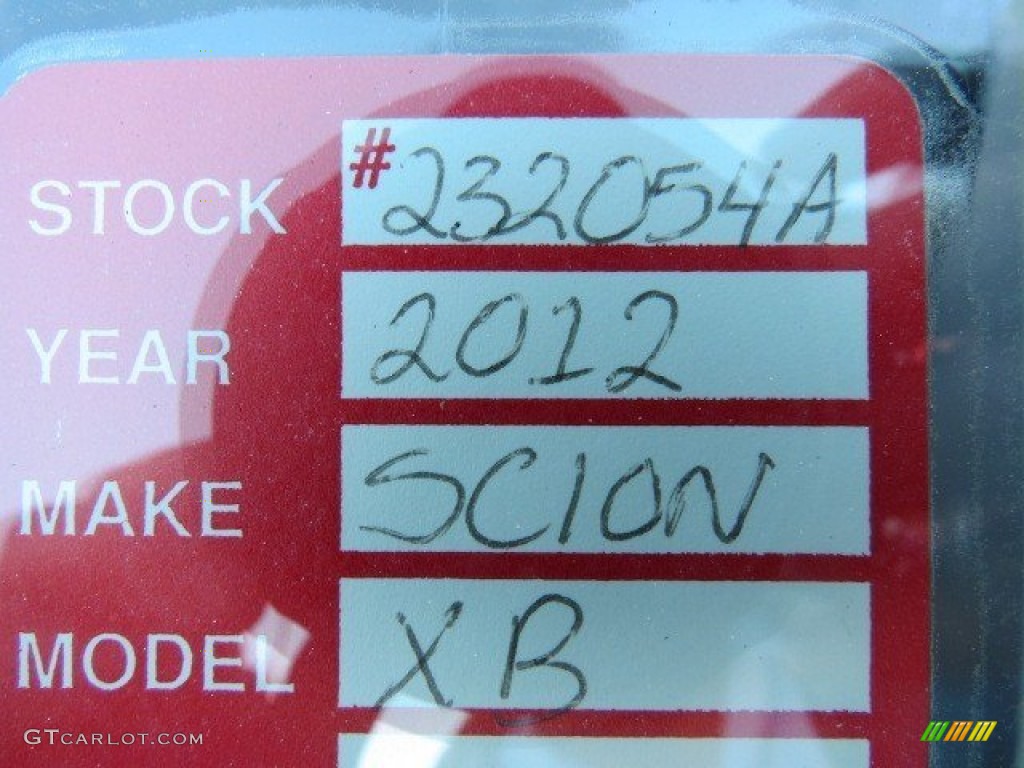 STOCK #232054A
YEAR 2012
MAKE SCION
MODEL XB
GTCARLOT.COM